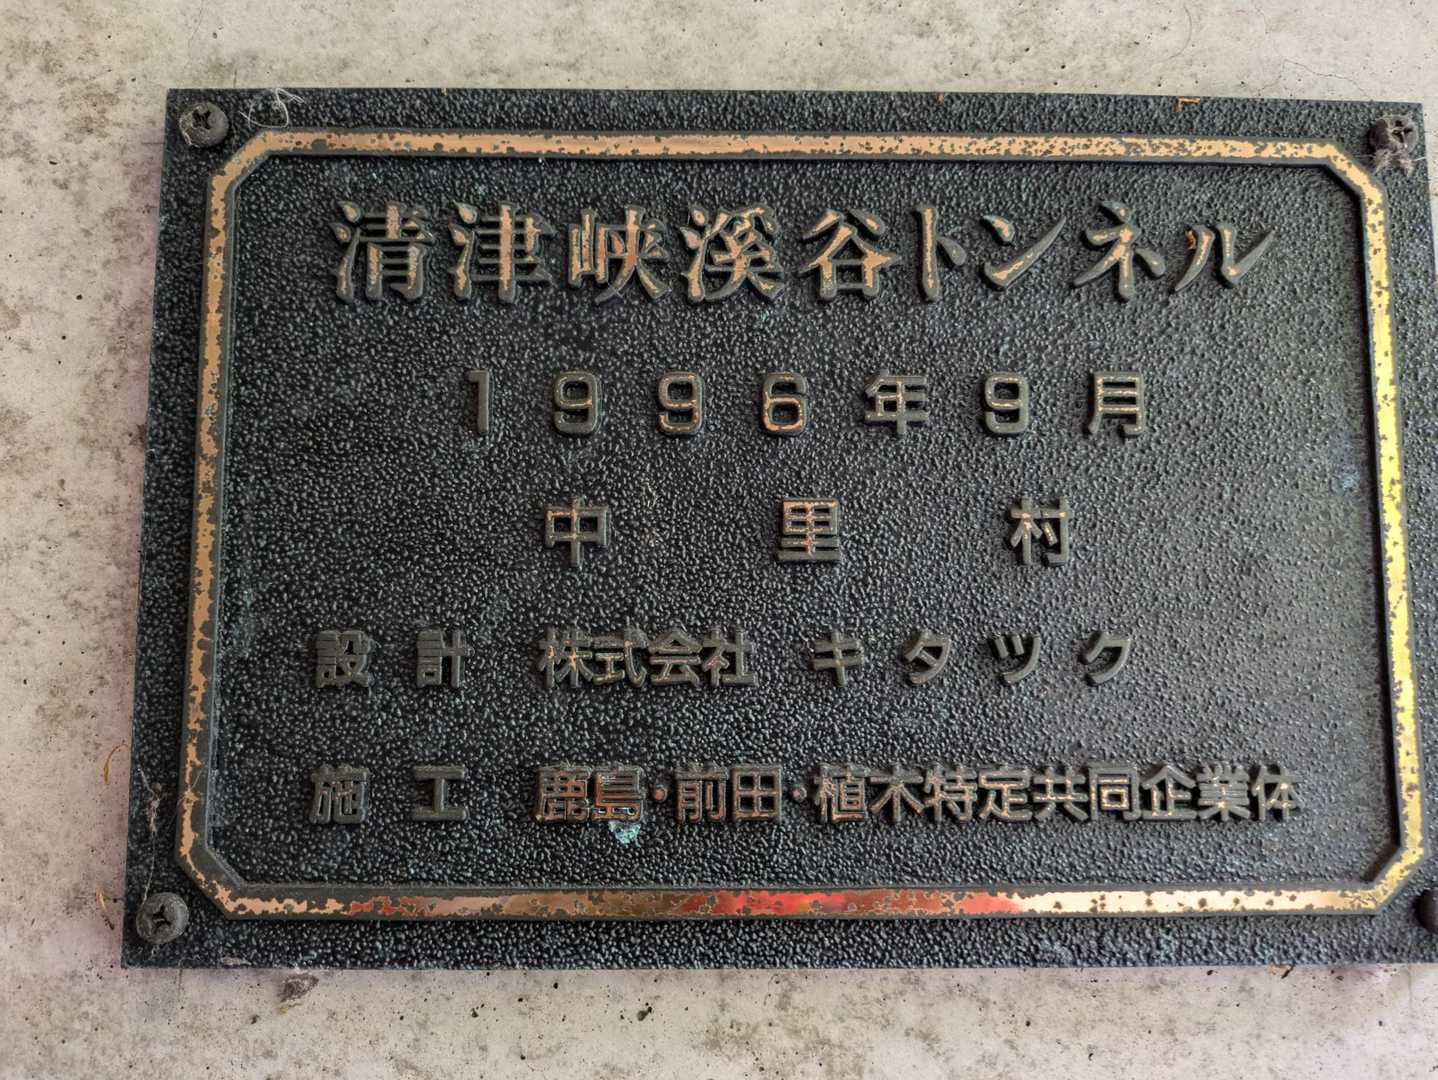 清津峡渓谷トンネル
1996年9月
中里村
設計 株式会社 キタック
施工 鹿島・前田・植木特定共同企業体